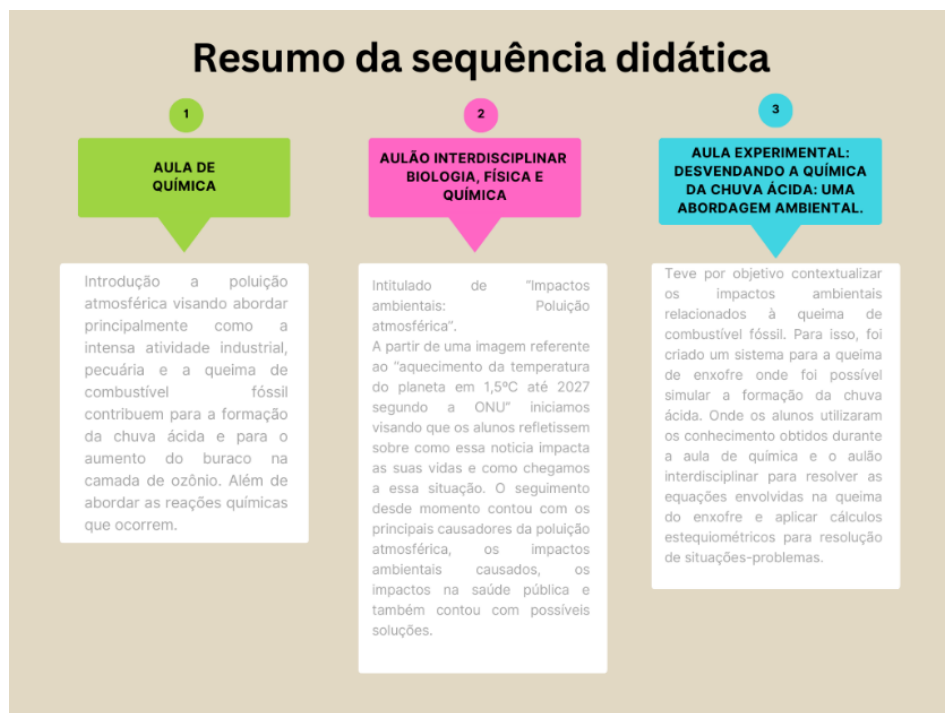 Resumo da sequência didática
1
AULA DE
QUÍMICA
Introdução a poluição
atmosférica visando abordar
principalmente como a
intensa atividade industrial,
pecuária e a queima de
combustível fóssil
contribuem para a formação
da chuva ácida e para o
aumento do buraco na
camada de ozônio. Além de
abordar as reações químicas
que ocorrem.
2
AULÃO INTERDISCIPLINAR
BIOLOGIA, FÍSICA E
QUÍMICA
Intitulado de “Impactos
ambientais: Poluição
atmosférica”.
A partir de uma imagem referente
ao “aquecimento da temperatura
do planeta em 1,5ºC até 2027
segundo a ONU” iniciamos
visando que os alunos refletissem
sobre como essa noticia impacta
as suas vidas e como chegamos
a essa situação. O seguimento
desde momento contou com os
principais causadores da poluição
atmosférica, os impactos
ambientais causados, os
impactos na saúde pública e
também contou com possíveis
soluções.
3
AULA EXPERIMENTAL:
DESVENDANDO A QUÍMICA
DA CHUVA ÁCIDA: UMA
ABORDAGEM AMBIENTAL.
Teve por objetivo contextualizar
os impactos ambientais
relacionados à queima de
combustível fóssil. Para isso, foi
criado um sistema para a queima
de enxofre onde foi possível
simular a formação da chuva
ácida. Onde os alunos utilizaram
os conhecimento obtidos durante
a aula de química e o aulão
interdisciplinar para resolver as
equações envolvidas na queima
do enxofre e aplicar cálculos
estequiométricos para resolução
de situações-problemas.